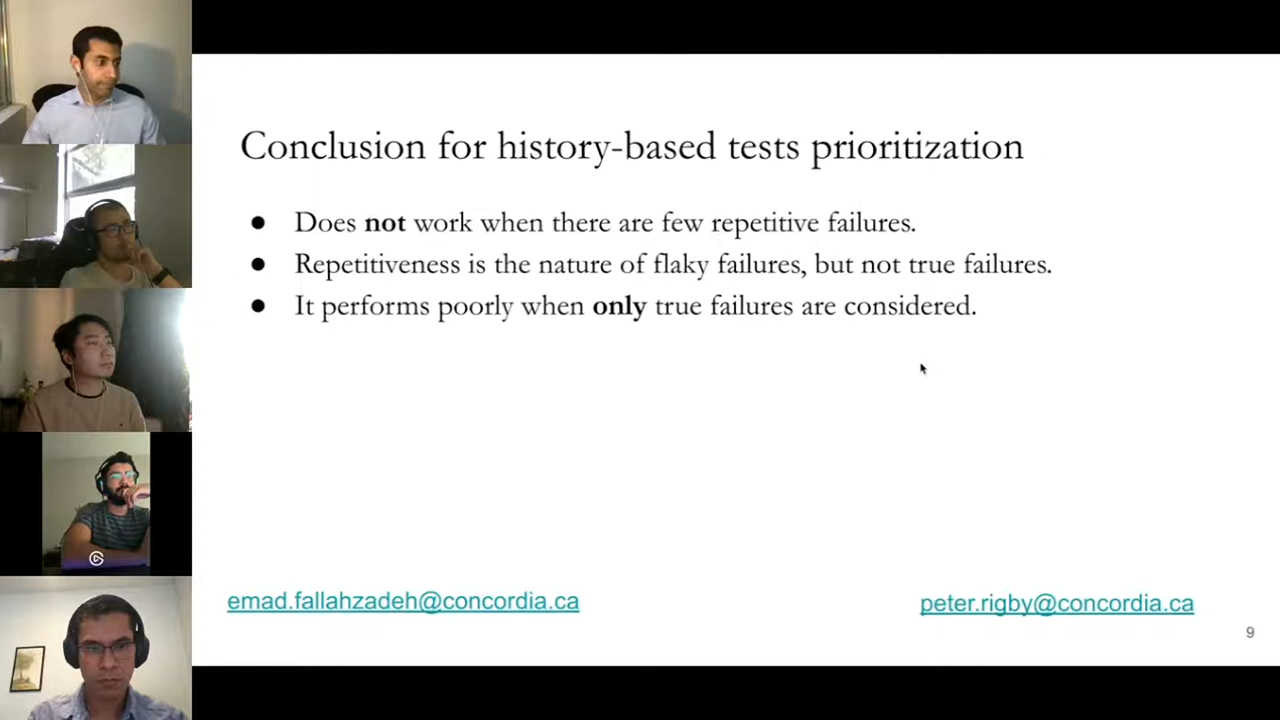 Conclusion for history-based tests prioritization
● Does not work when there are few repetitive failures.
● Repetitiveness is the nature of flaky failures, but not true failures.
● It performs poorly when only true failures are considered.
emad.fallahzadeh@concordia.ca
peter.rigby@concordia.ca
9